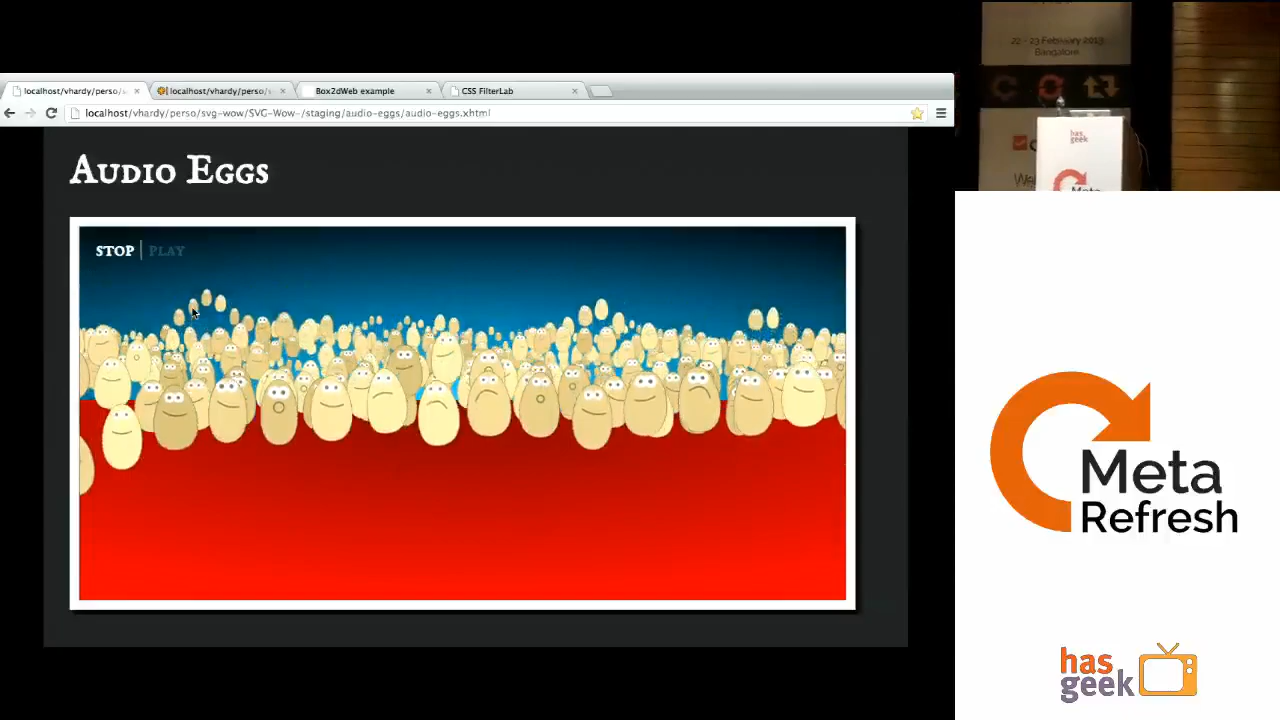 22 - 23 February 2013
Bangalore
has
geek
Meta
localhost/vhardy/perso/
localhost/vhardy/perso/
Box2dWeb example
CSS FilterLab
localhost/vhardy/perso/svg-wow/SVG-Wow-/staging/audio-eggs/audio-eggs.xhtml
Audio Eggs
STOP | PLAY
Meta
Refresh
has
geek